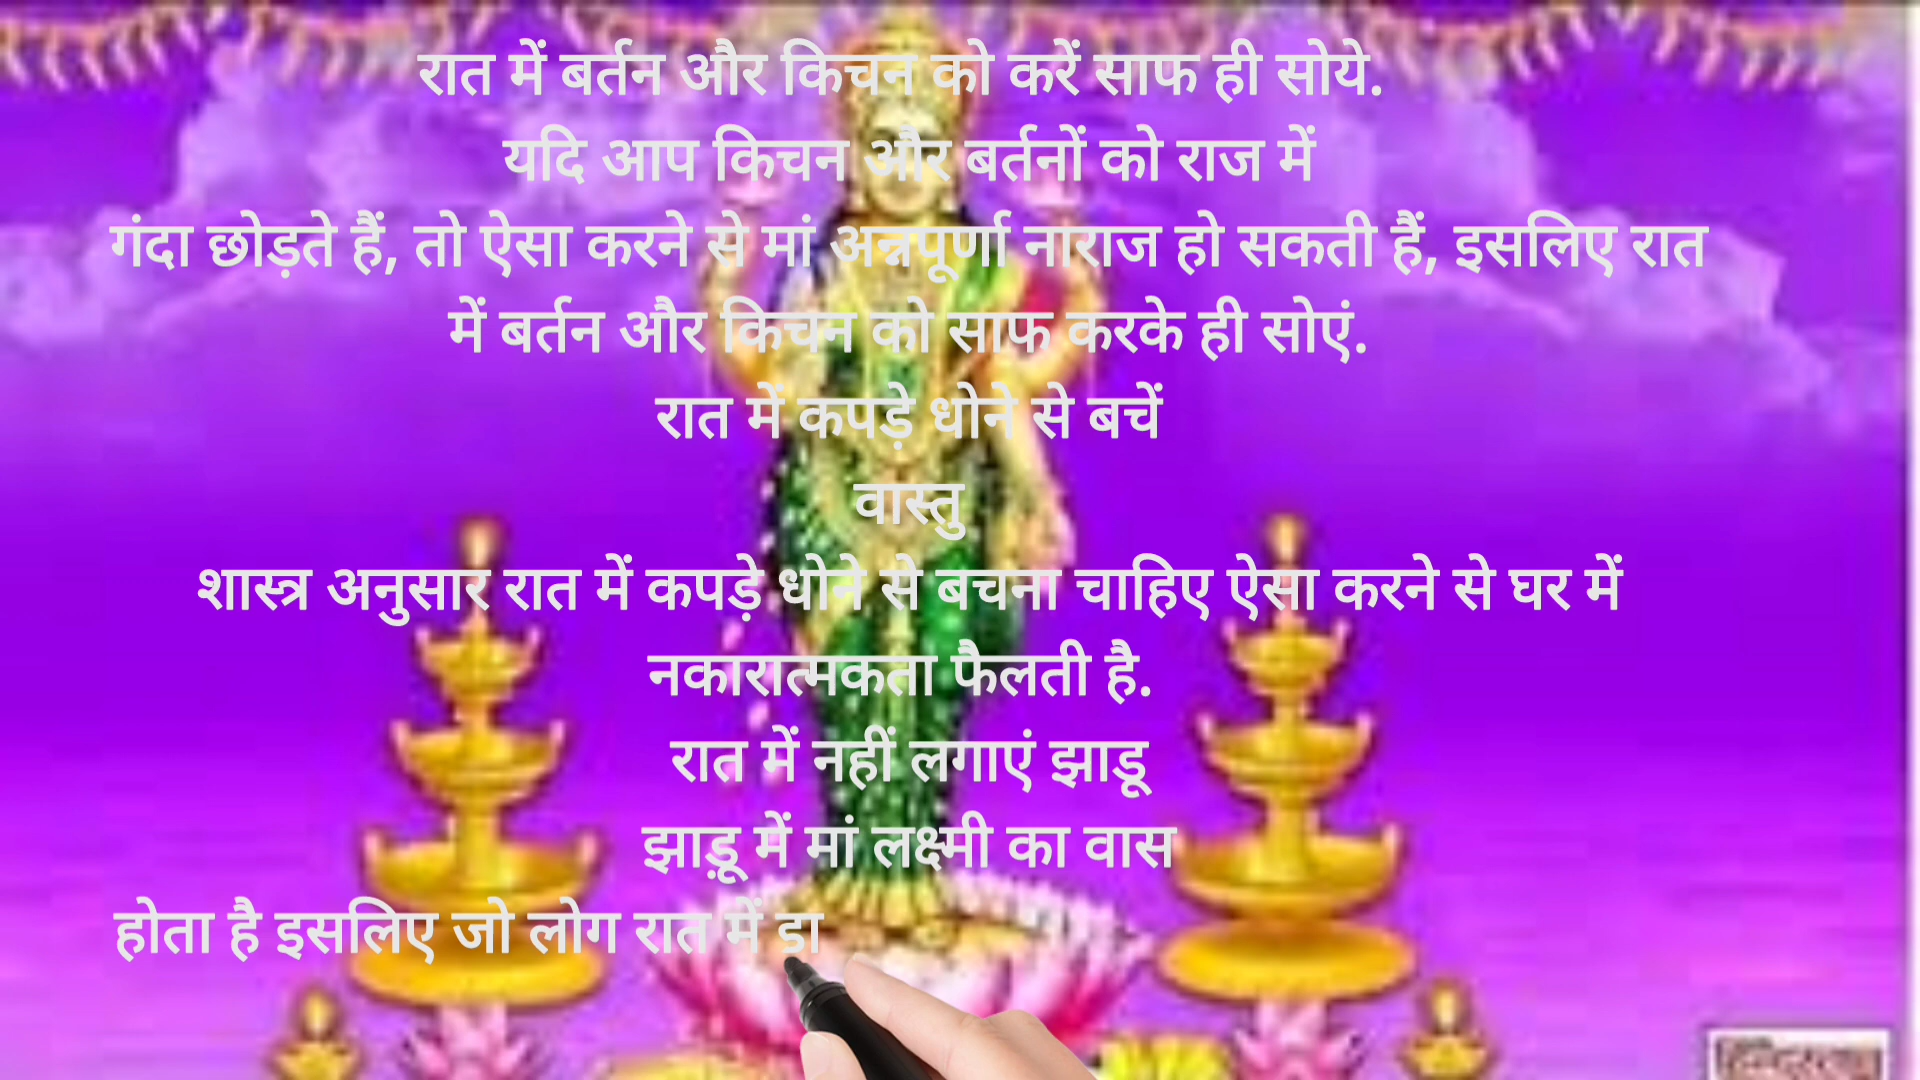 रात में बर्तन और किचन को करें साफ ही सोये.
यदि आप किचन और बर्तनों को राज में
गंदा छोड़ते हैं, तो ऐसा करने से मां अन्नपूर्णा नाराज हो सकती हैं, इसलिए रात
में बर्तन और किचन को साफ करके ही सोएं.
रात में कपड़े धोने से बचें
वास्तु
शास्त्र अनुसार रात में कपड़े धोने से बचना चाहिए ऐसा करने से घर में
नकारात्मकता फैलती है.
रात में नहीं लगाएं झाडू
झाड़ू में मां लक्ष्मी का वास
होता है इसलिए जो लोग रात में